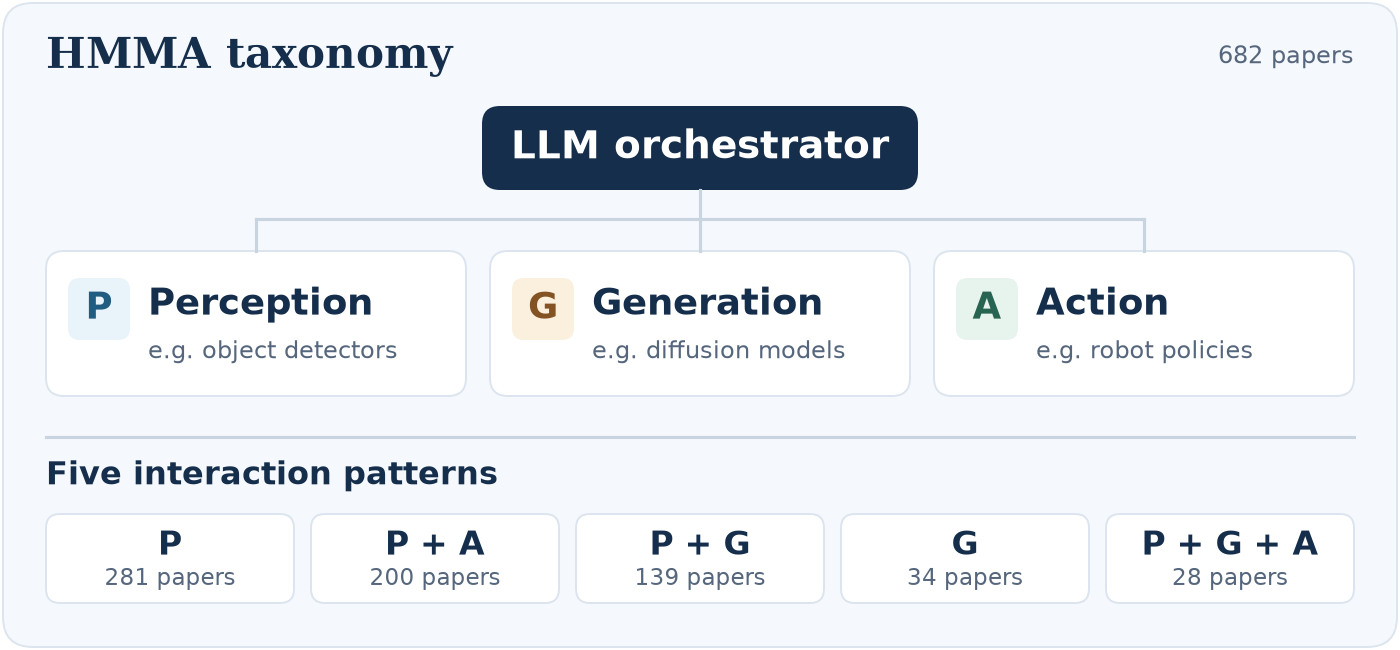 HMMA taxonomy
682 papers
LLM orchestrator
P
Perception
e.g. object detectors
G
Generation
e.g. diffusion models
A
Action
e.g. robot policies
Five interaction patterns
P
281 papers
P + A
200 papers
P + G
139 papers
G
34 papers
P + G + A
28 papers